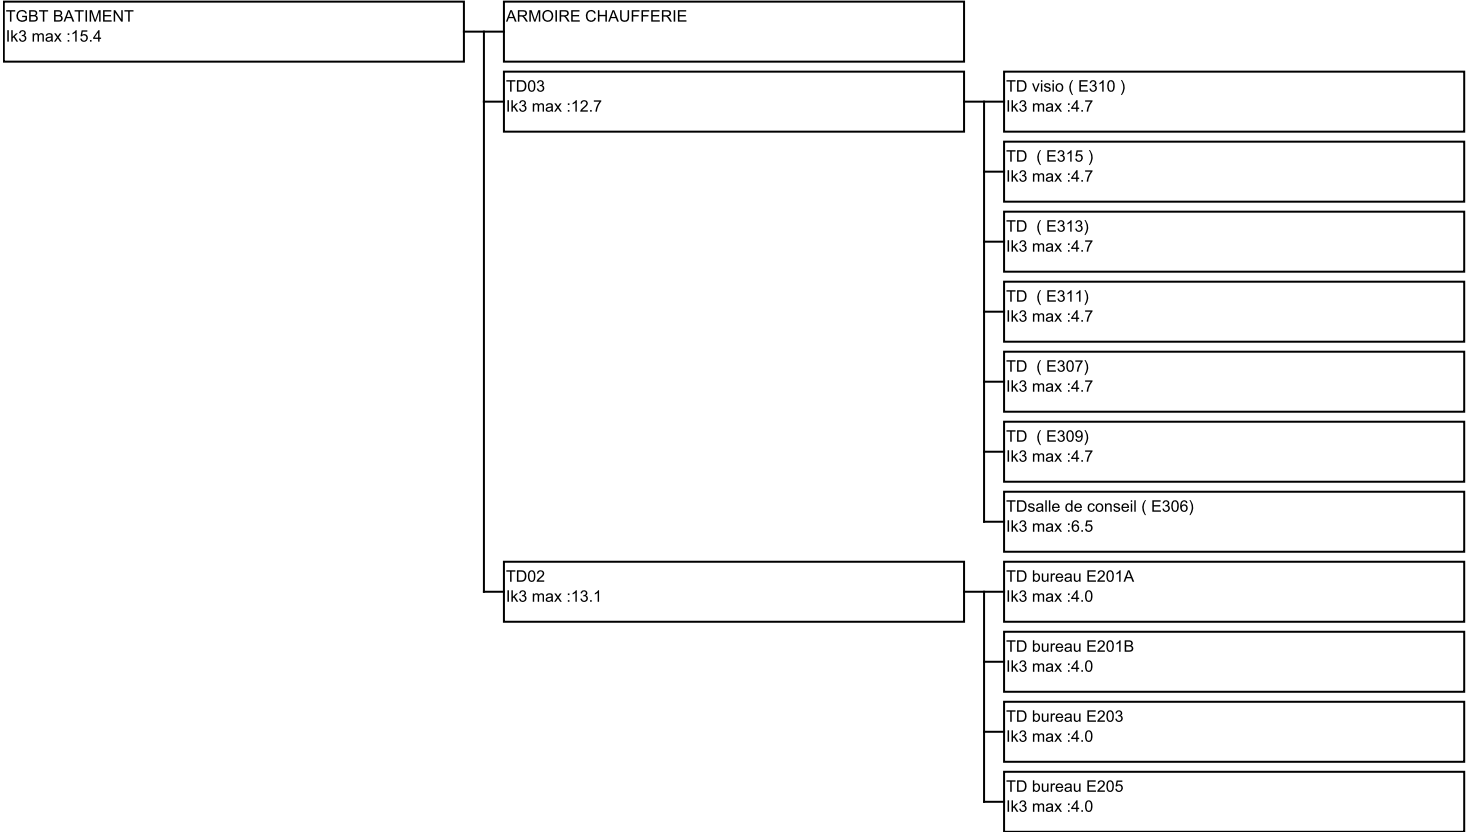 TGBT BATIMENT
Ik3 max :15.4
ARMOIRE CHAUFFERIE
TD03
Ik3 max :12.7
TD visio ( E310 )
Ik3 max :4.7
TD  ( E315 )
Ik3 max :4.7
TD  ( E313)
Ik3 max :4.7
TD  ( E311)
Ik3 max :4.7
TD  ( E307)
Ik3 max :4.7
TD  ( E309)
Ik3 max :4.7
TDsalle de conseil ( E306)
Ik3 max :6.5
TD02
Ik3 max :13.1
TD bureau E201A
Ik3 max :4.0
TD bureau E201B
Ik3 max :4.0
TD bureau E203
Ik3 max :4.0
TD bureau E205
Ik3 max :4.0